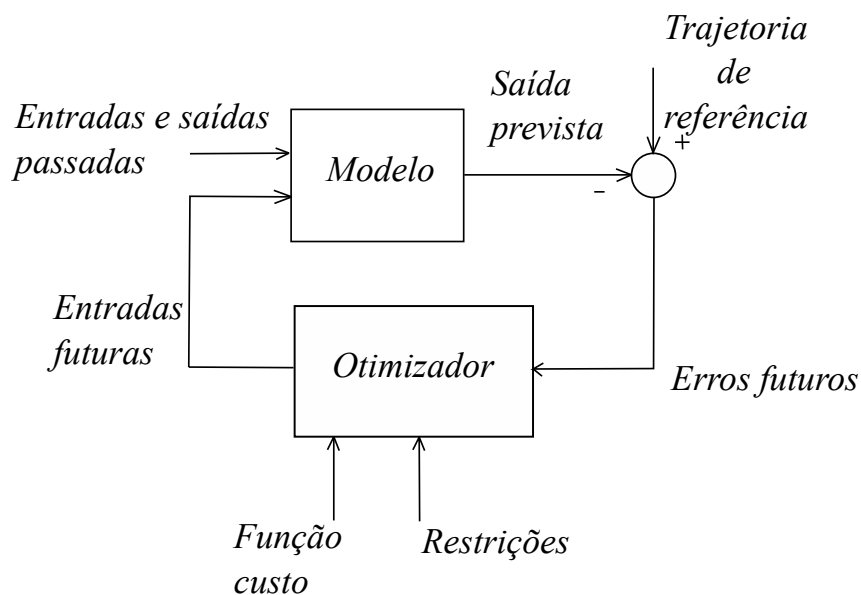 Trajetoria
de
referência
+
Saída
prevista
Entradas e saídas
passadas
Modelo
-
Entradas
futuras
Otimizador
Erros futuros
Função
custo
Restrições